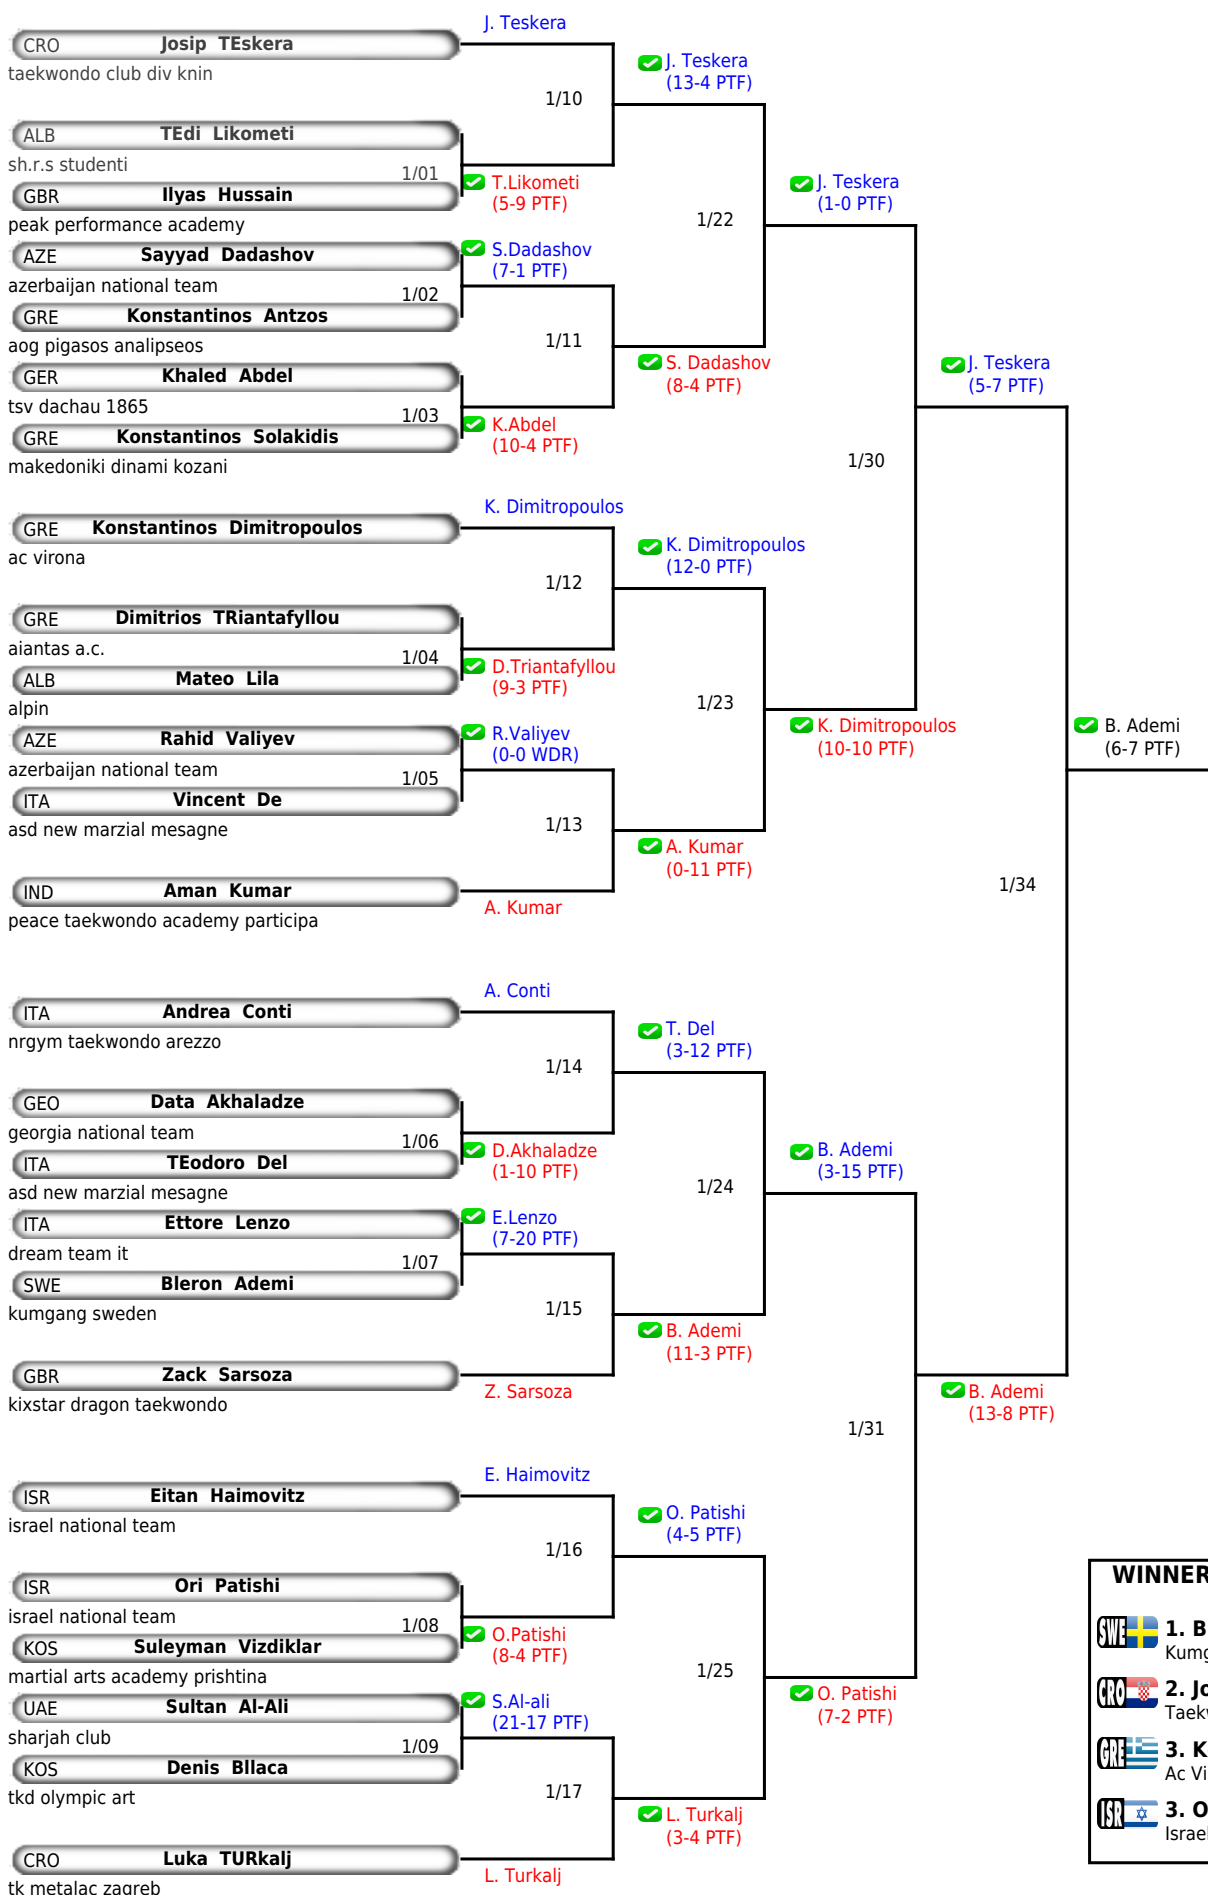 J. Teskera
CRO Josip TEskera
taekwondo club div knin
J. Teskera
(13-4 PTF)
1/10
ALB TEdi Likometi
sh.r.s studenti
1/01
T.Likometi
(5-9 PTF)
GBR Ilyas Hussain
peak performance academy
J. Teskera
(1-0 PTF)
1/22
AZE Sayyad Dadashov
azerbaijan national team
S.Dadashov
(7-1 PTF)
1/02
GRE Konstantinos Antzos
aog pigasos analipseos
1/11
S. Dadashov
(8-4 PTF)
J. Teskera
(5-7 PTF)
GER Khaled Abdel
tsv dachau 1865
1/03
K.Abdel
(10-4 PTF)
GRE Konstantinos Solakidis
makedoniki dinami kozani
1/30
K. Dimitropoulos
GRE Konstantinos Dimitropoulos
ac virona
K. Dimitropoulos
(12-0 PTF)
1/12
GRE Dimitrios TRiantafyllou
aiantas a.c.
1/04
D.Triantafyllou
(9-3 PTF)
ALB Mateo Lila
alpin
1/23
K. Dimitropoulos
(10-10 PTF)
B. Ademi
(6-7 PTF)
AZE Rahid Valiyev
azerbaijan national team
R.Valiyev
(0-0 WDR)
1/05
ITA Vincent De
asd new marzial mesagne
1/13
A. Kumar
(0-11 PTF)
IND Aman Kumar
peace taekwondo academy participa
A. Kumar
1/34
A. Conti
ITA Andrea Conti
nrgym taekwondo arezzo
T. Del
(3-12 PTF)
1/14
GEO Data Akhaladze
georgia national team
1/06
D.Akhaladze
(1-10 PTF)
ITA TEodoro Del
asd new marzial mesagne
B. Ademi
(3-15 PTF)
1/24
ITA Ettore Lenzo
dream team it
E.Lenzo
(7-20 PTF)
1/07
SWE Bleron Ademi
kumgang sweden
1/15
B. Ademi
(11-3 PTF)
GBR Zack Sarsoza
kixstar dragon taekwondo
Z. Sarsoza
B. Ademi
(13-8 PTF)
1/31
E. Haimovitz
ISR Eitan Haimovitz
israel national team
O. Patishi
(4-5 PTF)
1/16
ISR Ori Patishi
israel national team
1/08
O.Patishi
(8-4 PTF)
KOS Suleyman Vizdiklar
martial arts academy prishtina
1/25
O. Patishi
(7-2 PTF)
UAE Sultan Al-Ali
sharjah club
S.Al-ali
(21-17 PTF)
1/09
KOS Denis Bllaca
tkd olympic art
1/17
L. Turkalj
(3-4 PTF)
CRO Luka TURkalj
tk metalac zagreb
L. Turkalj
WINNER
SWE 1. B
Kumg
CRO 2. Jo
Taekw
GRE 3. K
Ac Vi
ISR 3. O
Israel